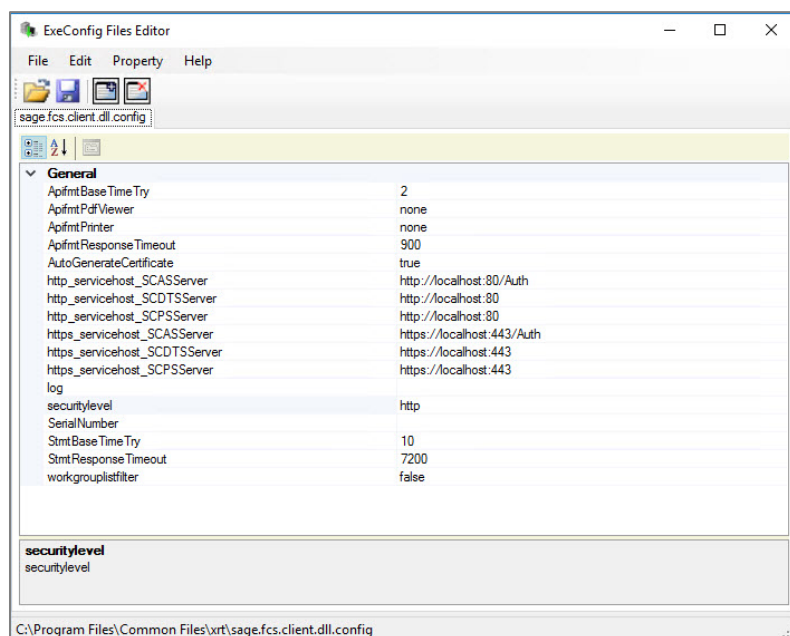 ExeConfig Files Editor
File Edit Property Help
sage.fcs.client.dll.config
General
ApifmtBaseTimeTry 2
ApifmtPdfViewer none
ApifmtPrinter none
ApifmtResponseTimeout 900
AutoGenerateCertificate true
http_servicehost_SCASServer http://localhost:80/Auth
http_servicehost_SCDTSServer http://localhost:80
http_servicehost_SCPSServer http://localhost:80
https_servicehost_SCASServer https://localhost:443/Auth
https_servicehost_SCDTSServer https://localhost:443
https_servicehost_SCPSServer https://localhost:443
log
securitylevel http
SerialNumber
StmtBaseTimeTry 10
StmtResponseTimeout 7200
workgrouplistfilter false
securitylevel
securitylevel
C:\Program Files\Common Files\xrt\sage.fcs.client.dll.config